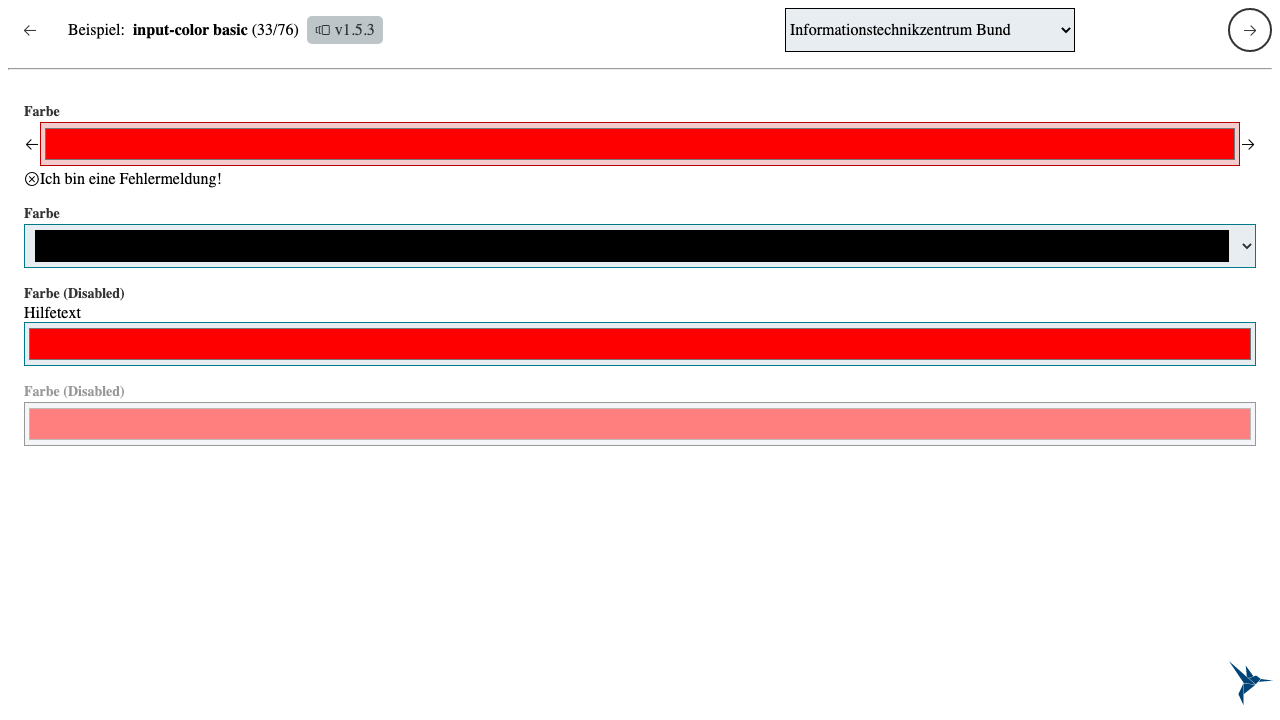 Beispiel: input-color basic (33/76) v1.5.3
Informationstechnikzentrum Bund
Farbe
Ich bin eine Fehlermeldung!
Farbe
Farbe (Disabled)
Hilfetext
Farbe (Disabled)